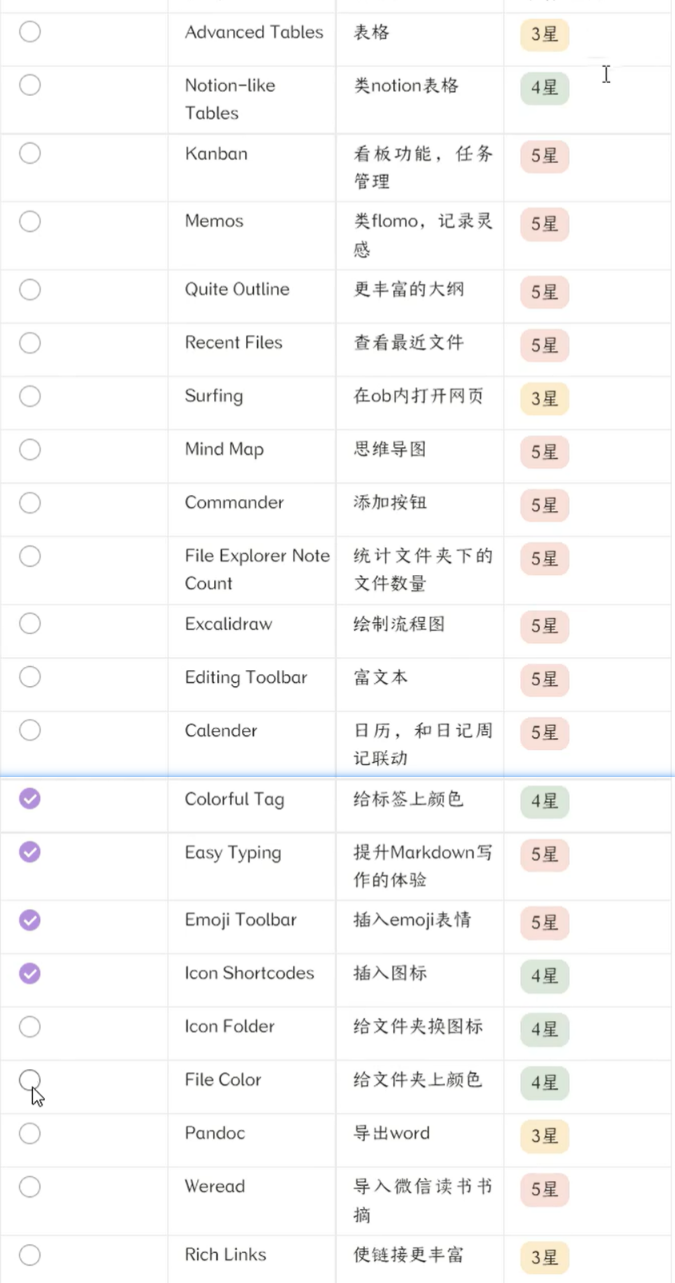 Advanced Tables 表格 3星
Notion-like 类notion表格 4星
Tables
Kanban 看板功能，任务 5星
管理
Memos 类flomo，记录灵 5星
感
Quite Outline 更丰富的大纲 5星
Recent Files 查看最近文件 5星
Surfing 在ob内打开网页 3星
Mind Map 思维导图 5星
Commander 添加按钮 5星
File Explorer Note 统计文件夹下的 5星
Count 文件数量
Excalidraw 绘制流程图 5星
Editing Toolbar 富文本 5星
Calender 日历，和日记周 5星
记联动
Colorful Tag 给标签上颜色 4星
Easy Typing 提升Markdown写 5星
作的体验
Emoji Toolbar 插入emoji表情 5星
Icon Shortcodes 插入图标 4星
Icon Folder 给文件夹换图标 4星
File Color 给文件夹上颜色 4星
Pandoc 导出word 3星
Weread 导入微信读书书 5星
摘
Rich Links 使链接更丰富 3星